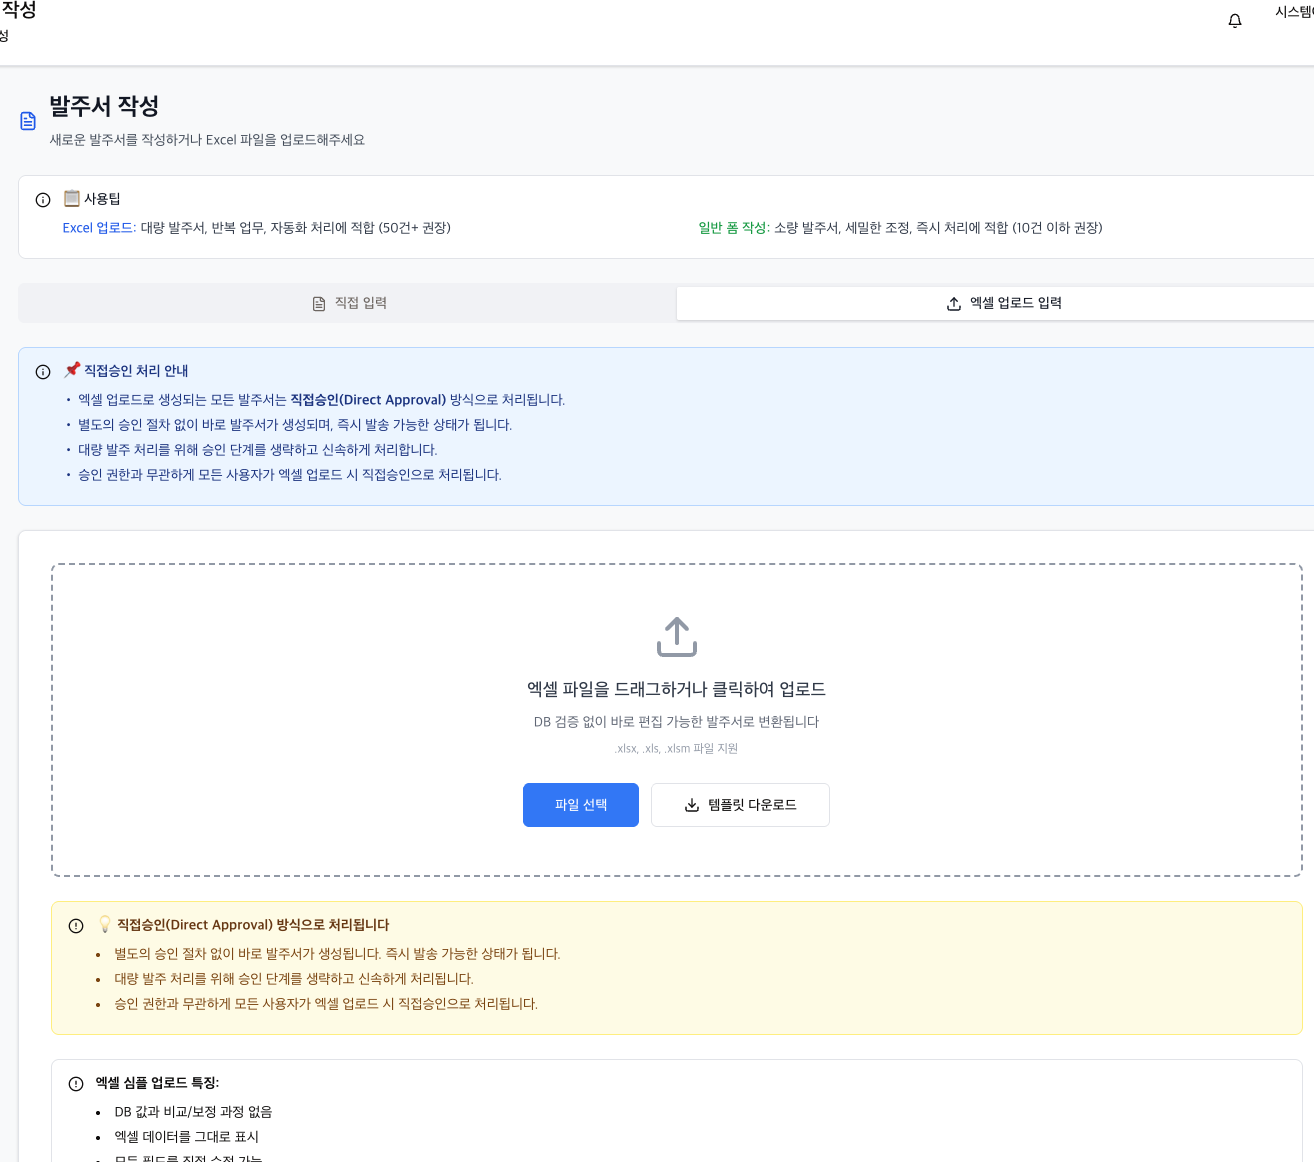 작성
성
시스템
발주서 작성
새로운 발주서를 작성하거나 Excel 파일을 업로드해주세요
사용팁
Excel 업로드: 대량 발주서, 반복 업무, 자동화 처리에 적합 (50건+ 권장)
일반 폼 작성: 소량 발주서, 세밀한 조정, 즉시 처리에 적합 (10건 이하 권장)
직접 입력
엑셀 업로드 입력
직접승인 처리 안내
• 엑셀 업로드로 생성되는 모든 발주서는 직접승인(Direct Approval) 방식으로 처리됩니다.
• 별도의 승인 절차 없이 바로 발주서가 생성되며, 즉시 발송 가능한 상태가 됩니다.
• 대량 발주 처리를 위해 승인 단계를 생략하고 신속하게 처리합니다.
• 승인 권한과 무관하게 모든 사용자가 엑셀 업로드 시 직접승인으로 처리됩니다.
엑셀 파일을 드래그하거나 클릭하여 업로드
DB 검증 없이 바로 편집 가능한 발주서로 변환됩니다
.xlsx, .xls, .xlsm 파일 지원
파일 선택
템플릿 다운로드
직접승인(Direct Approval) 방식으로 처리됩니다
• 별도의 승인 절차 없이 바로 발주서가 생성됩니다. 즉시 발송 가능한 상태가 됩니다.
• 대량 발주 처리를 위해 승인 단계를 생략하고 신속하게 처리됩니다.
• 승인 권한과 무관하게 모든 사용자가 엑셀 업로드 시 직접승인으로 처리됩니다.
엑셀 심플 업로드 특징:
• DB 값과 비교/보정 과정 없음
• 엑셀 데이터를 그대로 표시
• 모든 필드를 직접 수정 가능